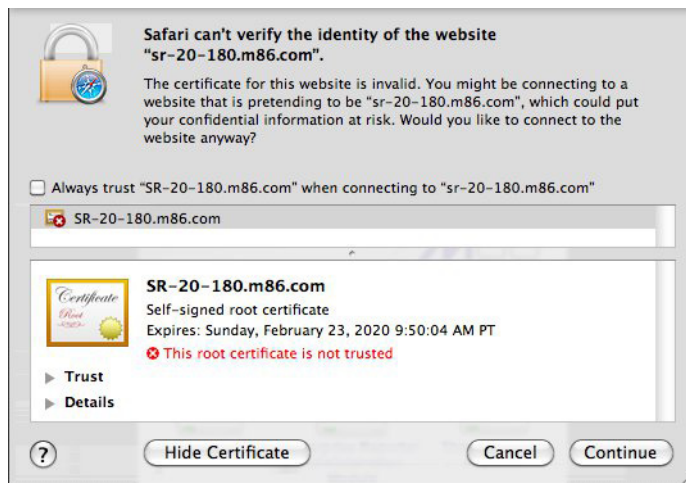 Safari can't verify the identity of the website
"sr-20-180.m86.com".
The certificate for this website is invalid. You might be connecting to a
website that is pretending to be "sr-20-180.m86.com", which could put
your confidential information at risk. Would you like to connect to the
website anyway?
Always trust "SR-20-180.m86.com" when connecting to "sr-20-180.m86.com"
SR-20-180.m86.com
Certificate
Root
SR-20-180.m86.com
Self-signed root certificate
Expires: Sunday, February 23, 2020 9:50:04 AM PT
This root certificate is not trusted
Trust
Details
?
Hide Certificate
Cancel
Continue